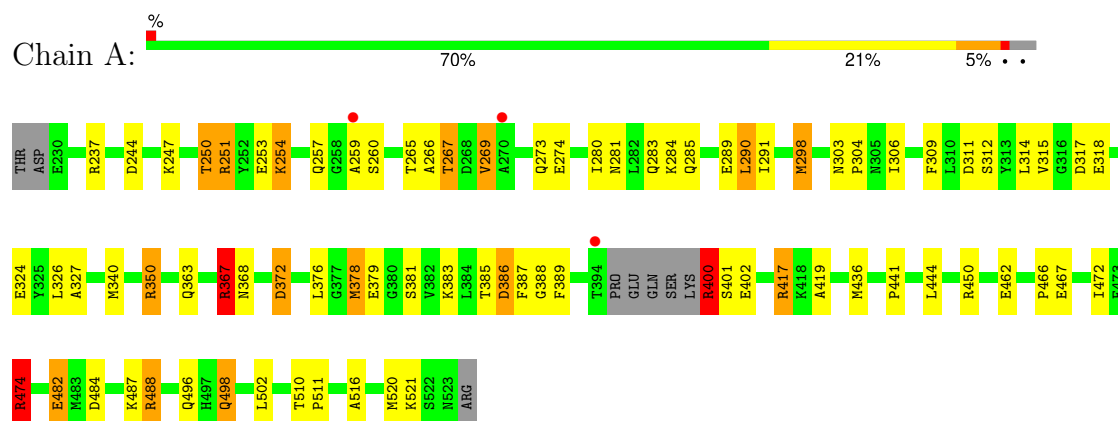 %
Chain A:
70% 21% 5% • •
THR ASP E230 R237 D244 K247 T250 R251 Y252 E253 K254 Q257 G258 A259 S260 T265 A266 T267 D268 V269 A270 Q273 E274 I280 N281 L282 Q283 K284 Q285 E289 L290 I291 M298 N303 P304 N305 I306 F309 L310 D311 S312 Y313 L314 V315 G316 D317 E318
E324 Y325 L326 A327 M340 R350 Q363 R367 N368 D372 L376 G377 M378 E379 G380 S381 V382 K383 L384 T385 D386 F387 G388 F389 T394 PRO GLU GLN SER LYS R400 S401 E402 R417 K418 A419 M436 P441 L444 R450 E462 P466 E467 I472 F473
R474 E482 M483 D484 K487 R488 Q496 H497 Q498 L502 T510 P511 A516 M520 K521 S522 N523 ARG